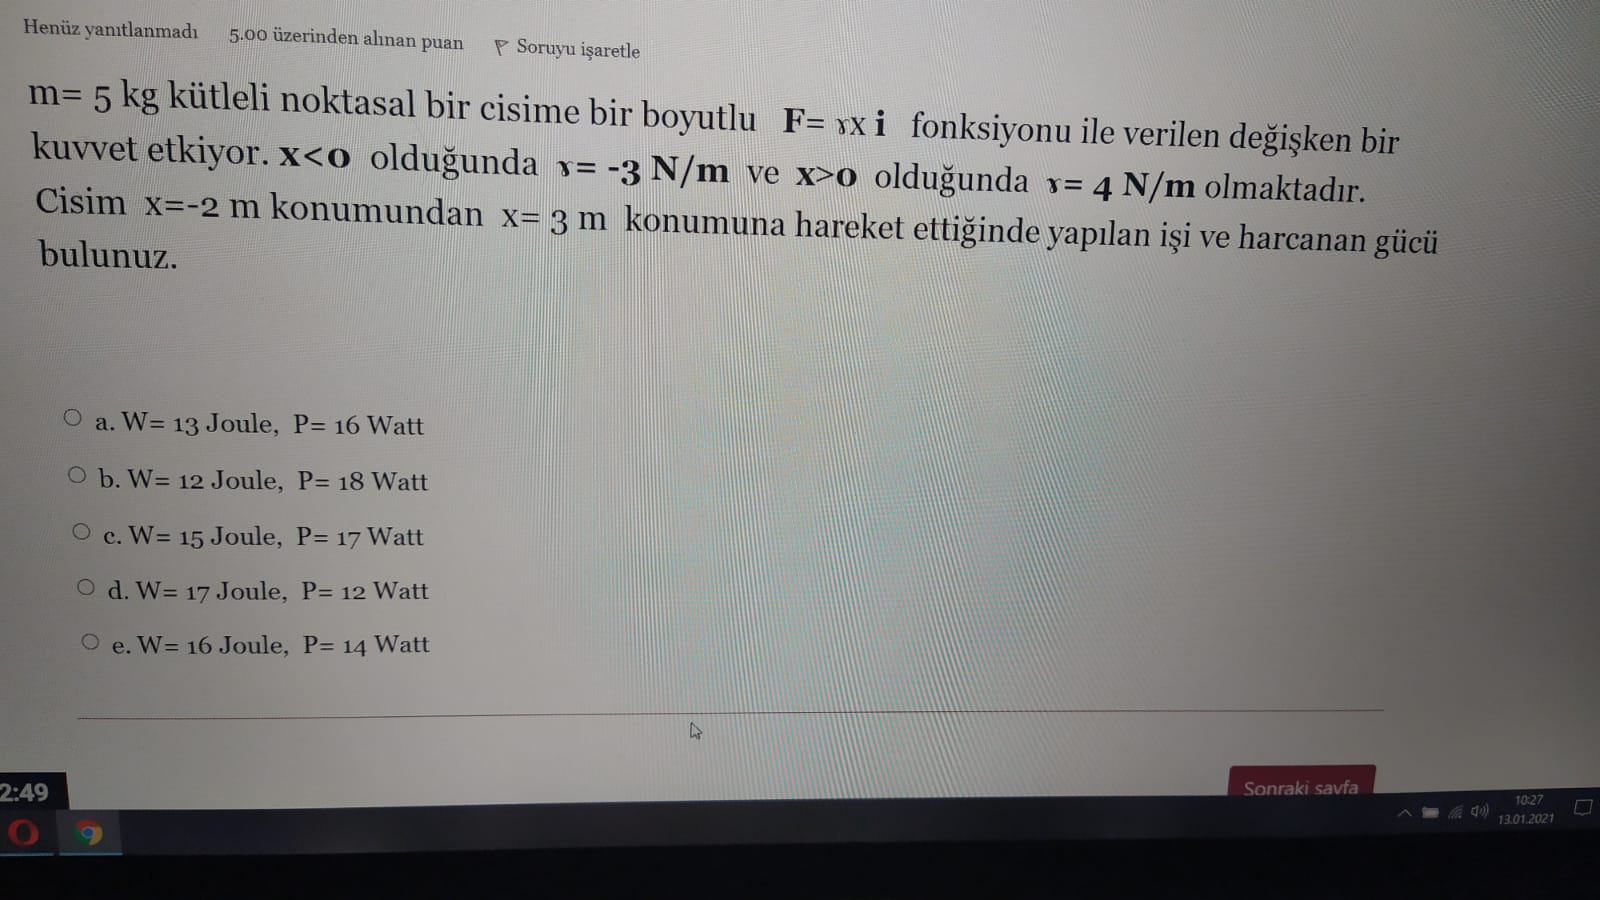 Henüz yanıtlanmadı 5.00 üzerinden alınan puan Soruyu işaretle
m= 5 kg kütleli noktasal bir cisime bir boyutlu F= ɤx i fonksiyonu ile verilen değişken bir
kuvvet etkiyor. x<0 olduğunda ɤ= -3 N/m ve x>0 olduğunda ɤ= 4 N/m olmaktadır.
Cisim x=-2 m konumundan x= 3 m konumuna hareket ettiğinde yapılan işi ve harcanan gücü
bulunuz.
a. W= 13 Joule, P= 16 Watt
b. W= 12 Joule, P= 18 Watt
c. W= 15 Joule, P= 17 Watt
d. W= 17 Joule, P= 12 Watt
e. W= 16 Joule, P= 14 Watt
Sonraki sayfa
2:49
10:27
13.01.2021